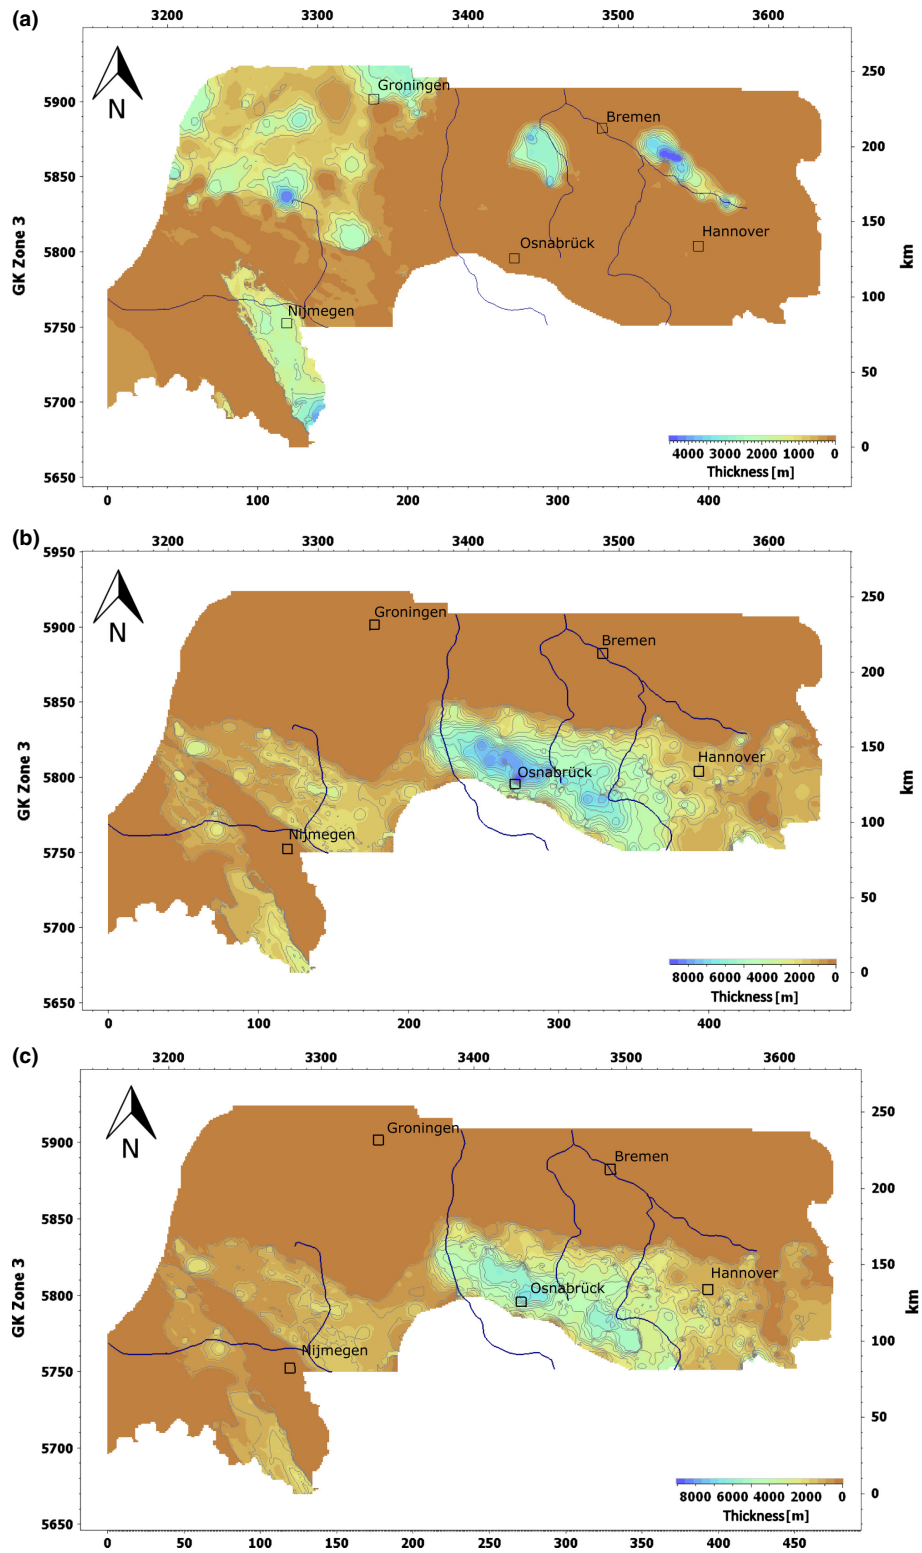 (a)
3200 3300 3400 3500 3600
N
Groningen
Bremen
Osnabrück
Hannover
Nijmegen
5900
5850
5800
5750
5700
5650
GK Zone 3
250
200
150
100
50
0
km
4000 3000 2000 1000 0
Thickness [m]
0 100 200 300 400
(b)
3200 3300 3400 3500 3600
N
Groningen
Bremen
Hannover
Osnabrück
Nijmegen
5950
5900
5850
5800
5750
5700
5650
GK Zone 3
250
200
150
100
50
0
km
8000 6000 4000 2000 0
Thickness [m]
0 100 200 300 400
(c)
3200 3300 3400 3500 3600
N
Groningen
Bremen
Hannover
Osnabrück
Nijmegen
5900
5850
5800
5750
5700
5650
GK Zone 3
250
200
150
100
50
0
km
8000 6000 4000 2000 0
Thickness [m]
0 50 100 150 200 250 300 350 400 450